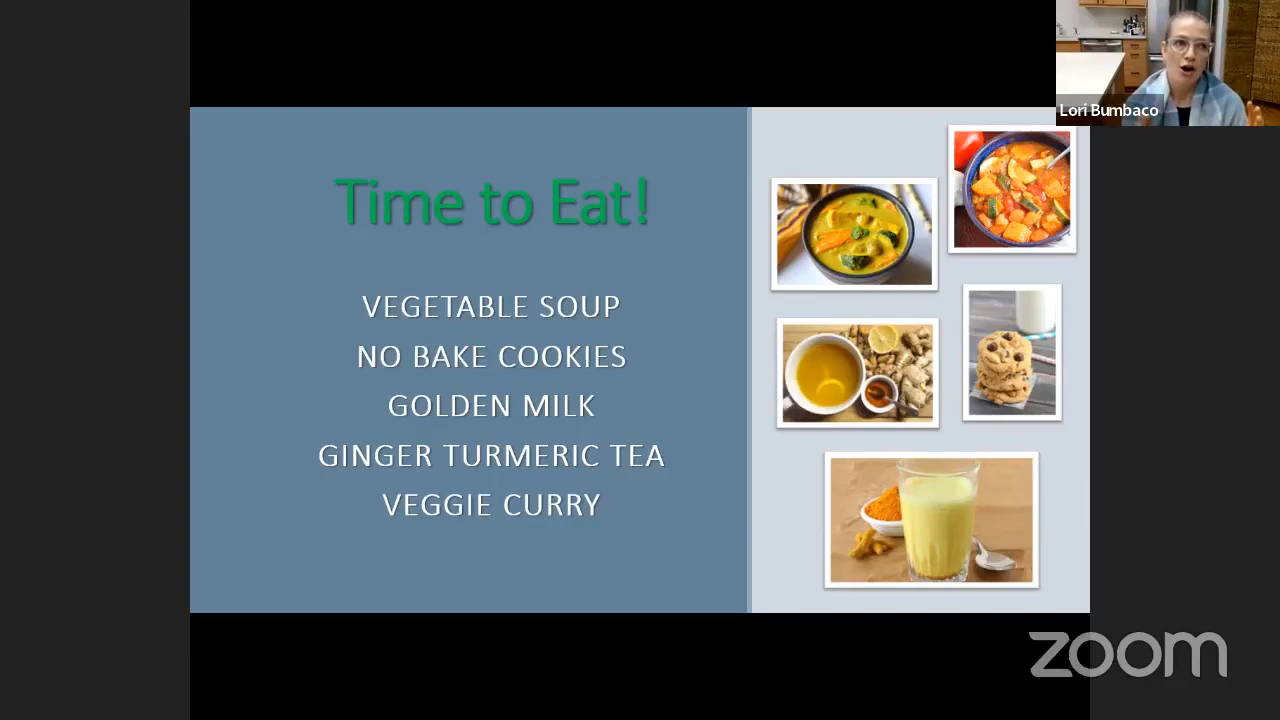 Lori Bumbaco
Time to Eat!
VEGETABLE SOUP
NO BAKE COOKIES
GOLDEN MILK
GINGER TURMERIC TEA
VEGGIE CURRY
zoom